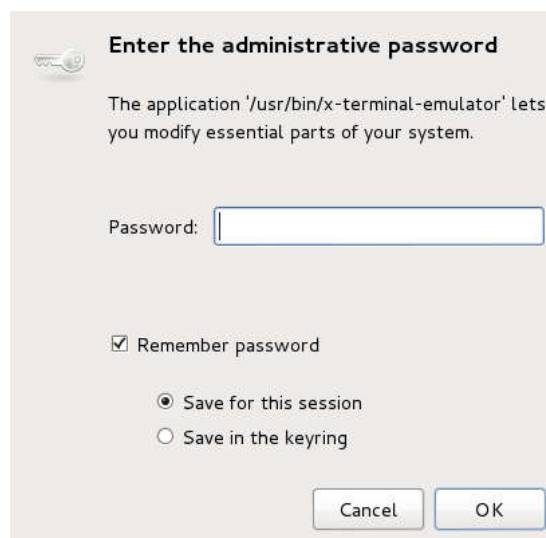 Enter the administrative password
The application '/usr/bin/x-terminal-emulator' lets
you modify essential parts of your system.
Password:
Remember password
Save for this session
Save in the keyring
Cancel
OK